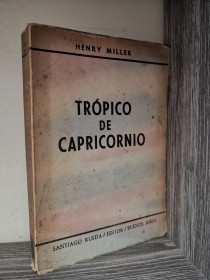 HENRY MILLER
TRÓPICO
DE
CAPRICORNIO
SANTIAGO RUEDA / EDITOR / BUENOS AIRES